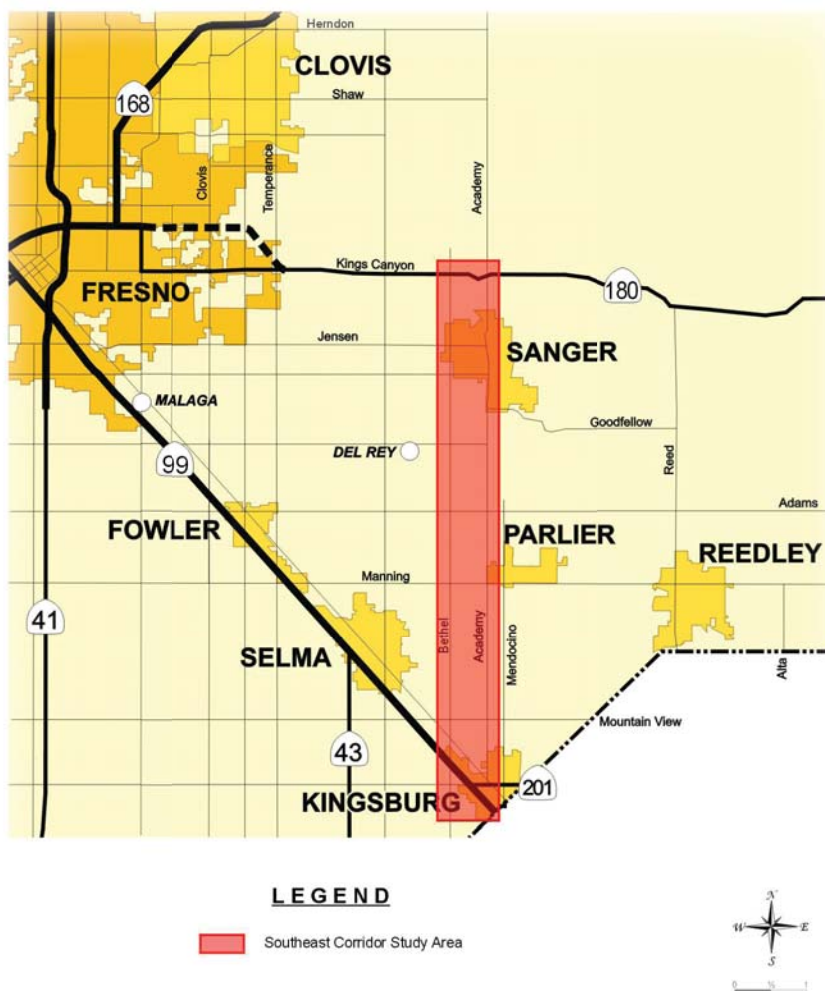 Herndon
CLOVIS
Shaw
168
Clovis
Temperance
Academy
Kings Canyon
180
FRESNO
Jensen
SANGER
MALAGA
Goodfellow
DEL REY
Reed
99
Adams
FOWLER
PARLIER
REEDLEY
Manning
41
Bethel
Academy
Mendocino
SELMA
Alta
Mountain View
43
KINGSBURG
201
LEGEND
Southeast Corridor Study Area
N
W E
S
0 ½ 1